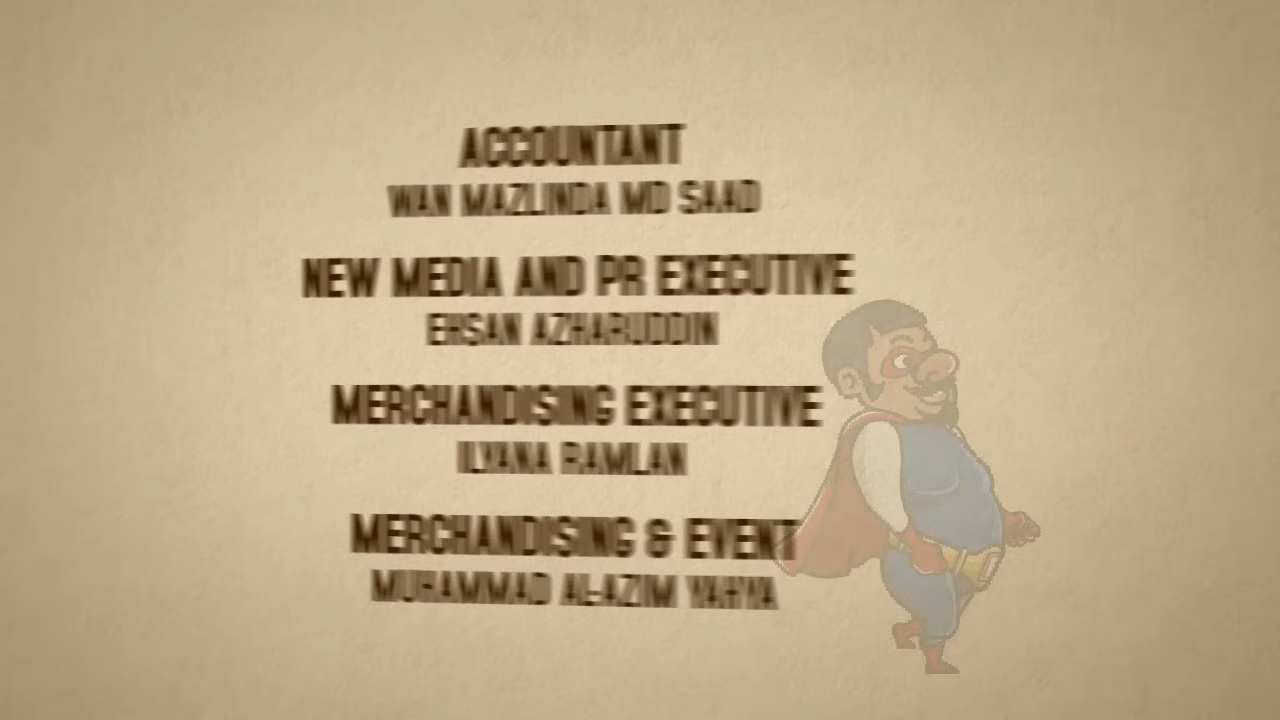 ACCOUNTANT
WAN MAZLINDA MD SAAD
NEW MEDIA AND PR EXECUTIVE
EHSAN AZHARUDDIN
MERCHANDISING EXECUTIVE
ILYANA RAMLAN
MERCHANDISING & EVENT
MUHAMMAD AL-AZIM YAHYA